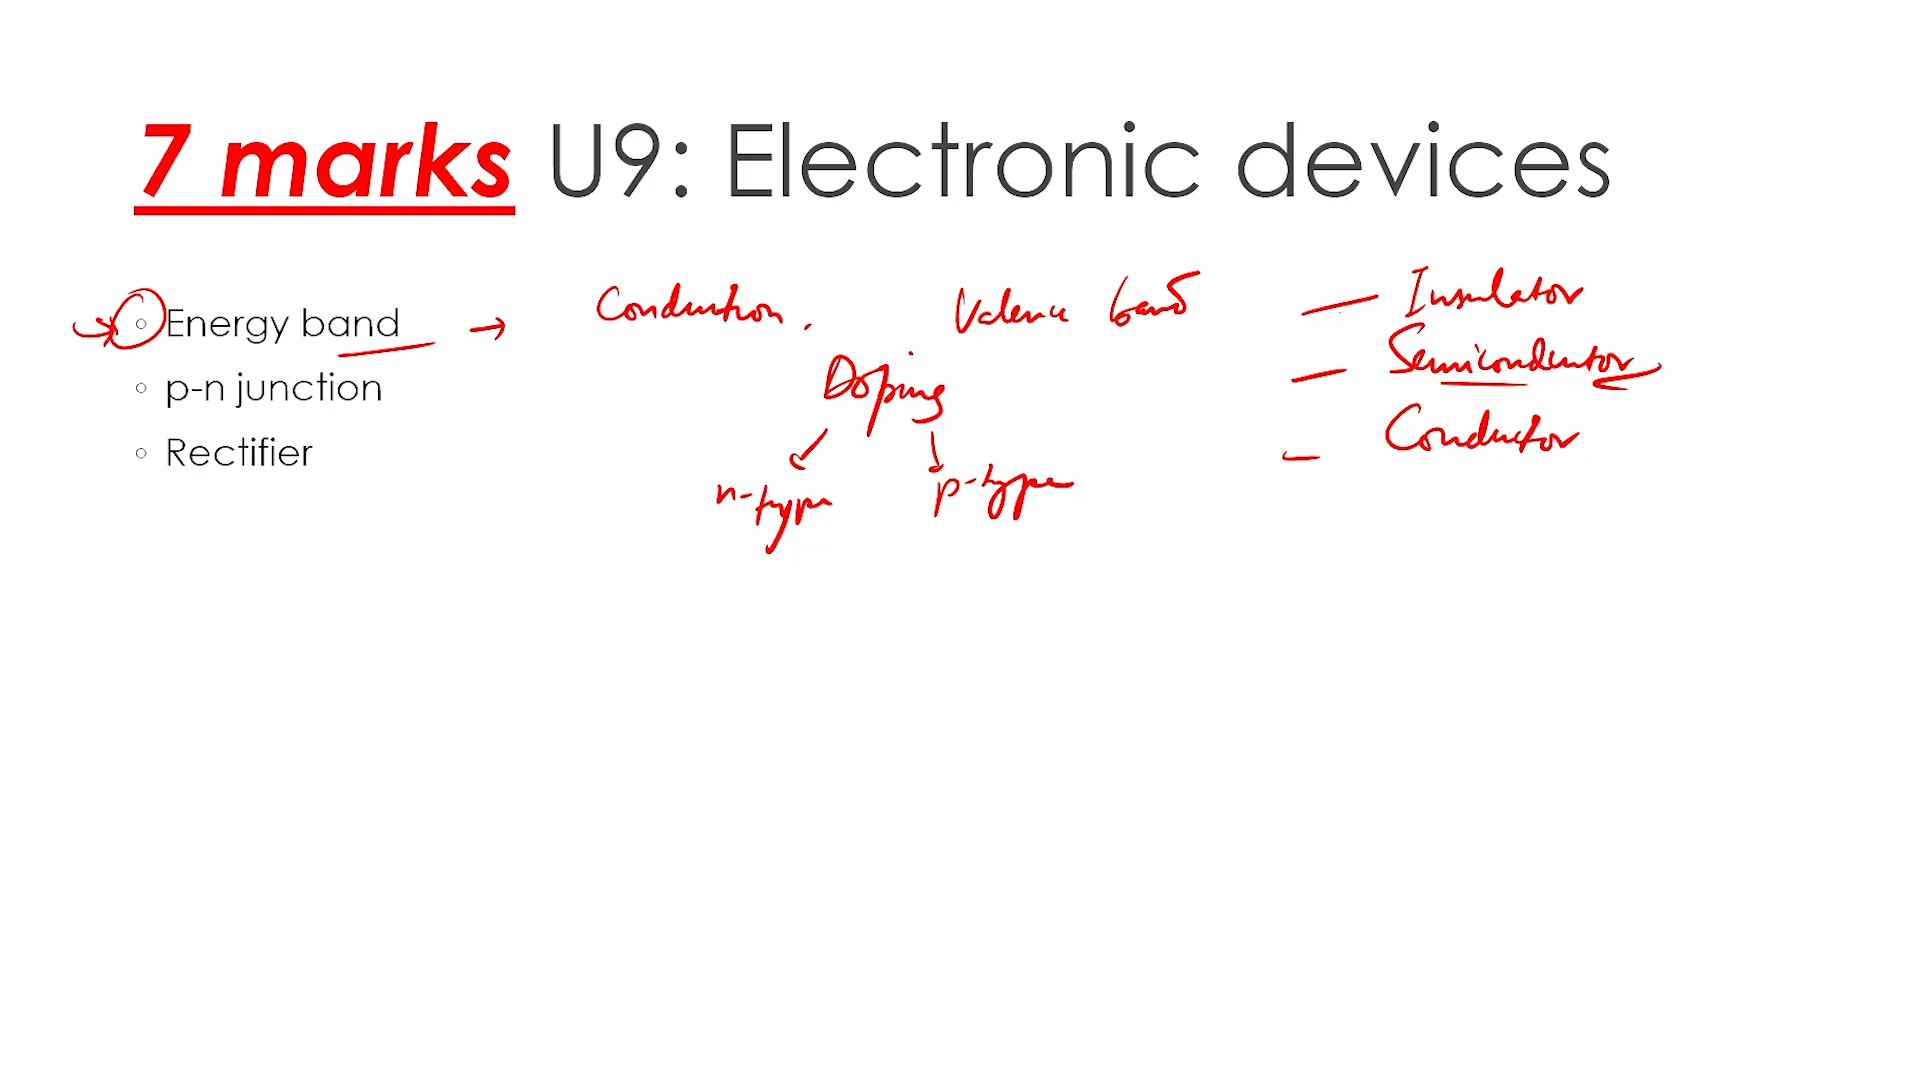 7 marks U9: Electronic devices
Energy band → Conduction, Valence band
p-n junction
Rectifier
Doping
n-type p-type
Insulator
Semiconductor
Conductor